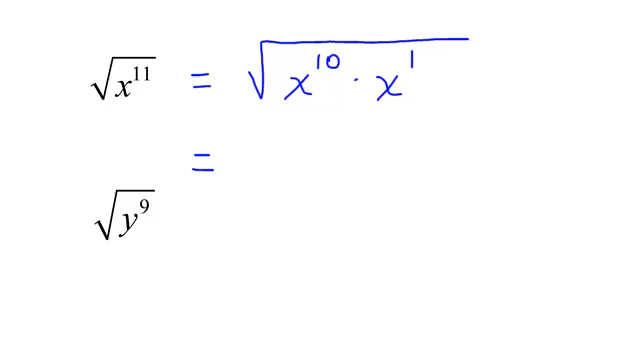 √x¹¹ = √x¹⁰ · x¹
=
√y⁹